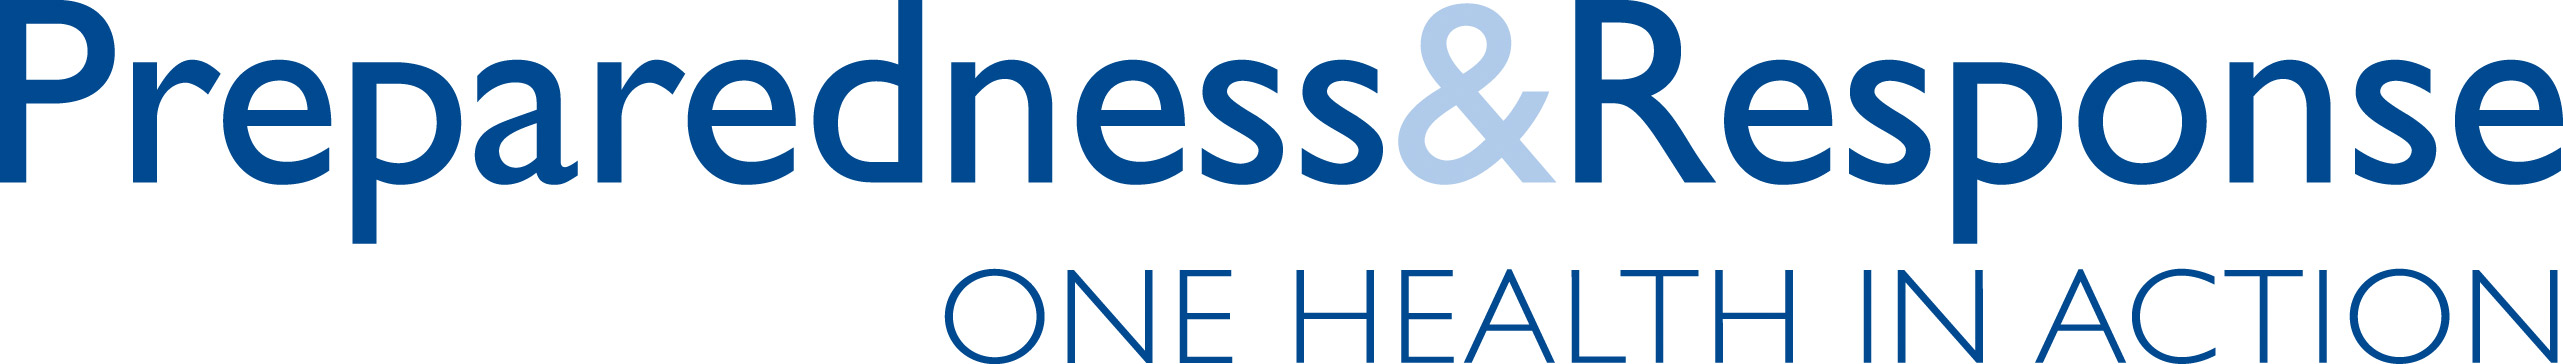 Preparedness&Response
ONE HEALTH IN ACTION